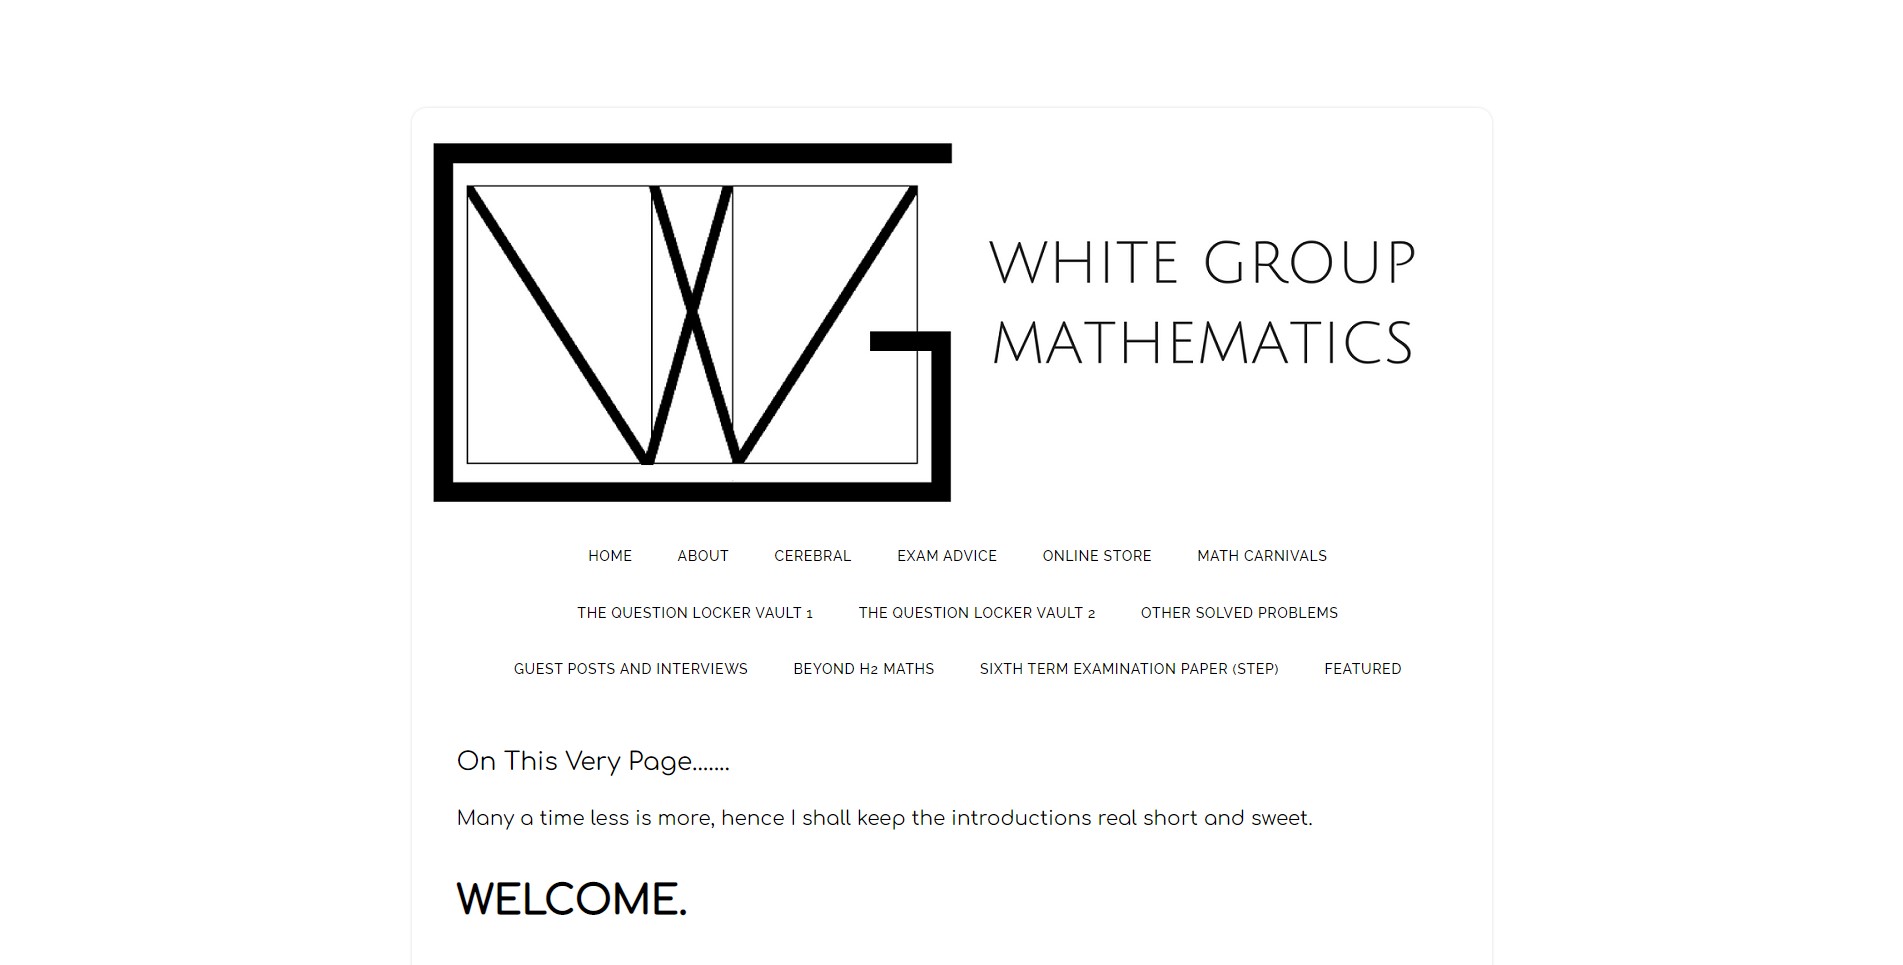 WG
WHITE GROUP
MATHEMATICS
HOME ABOUT CEREBRAL EXAM ADVICE ONLINE STORE MATH CARNIVALS
THE QUESTION LOCKER VAULT 1 THE QUESTION LOCKER VAULT 2 OTHER SOLVED PROBLEMS
GUEST POSTS AND INTERVIEWS BEYOND H2 MATHS SIXTH TERM EXAMINATION PAPER (STEP) FEATURED
On This Very Page.......
Many a time less is more, hence I shall keep the introductions real short and sweet.
WELCOME.